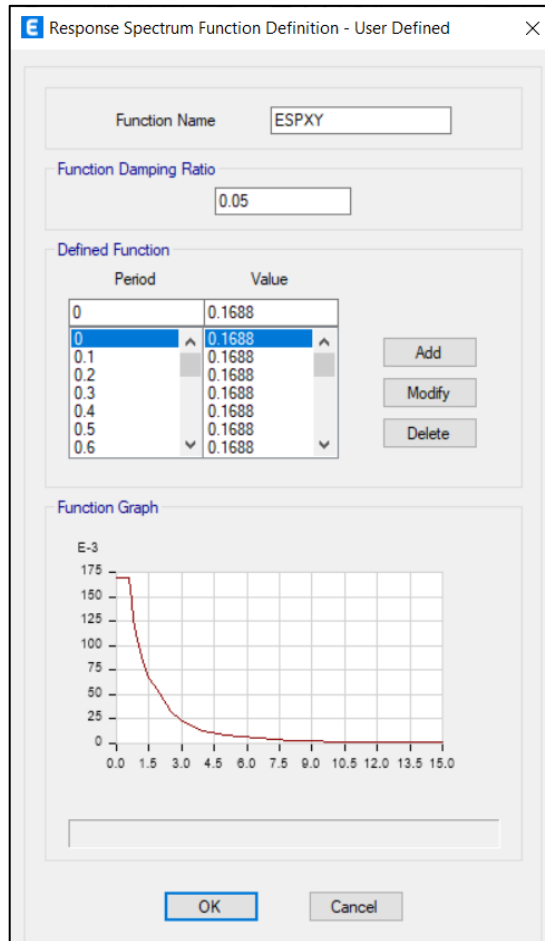 E Response Spectrum Function Definition - User Defined
Function Name ESPXY
Function Damping Ratio
0.05
Defined Function
Period Value
0 0.1688
0 0.1688
0.1 0.1688
0.2 0.1688
0.3 0.1688
0.4 0.1688
0.5 0.1688
0.6 0.1688
Add
Modify
Delete
Function Graph
E-3
175
150
125
100
75
50
25
0
0.0 1.5 3.0 4.5 6.0 7.5 9.0 10.5 12.0 13.5 15.0
OK Cancel